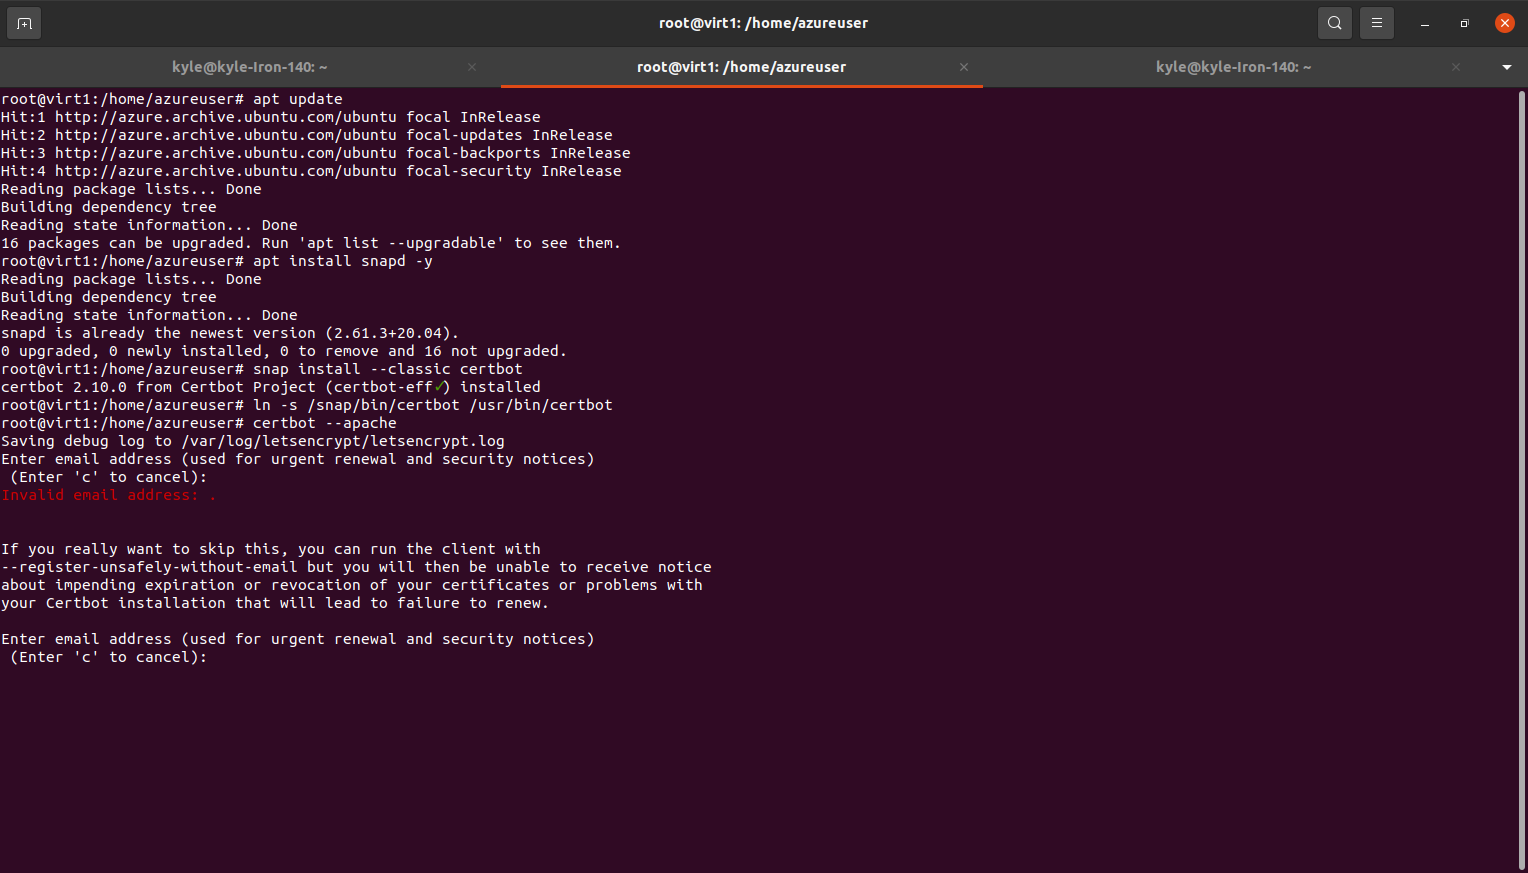 root@virt1: /home/azureuser
kyle@kyle-Iron-140: ~
root@virt1: /home/azureuser
kyle@kyle-Iron-140: ~
root@virt1:/home/azureuser# apt update
Hit:1 http://azure.archive.ubuntu.com/ubuntu focal InRelease
Hit:2 http://azure.archive.ubuntu.com/ubuntu focal-updates InRelease
Hit:3 http://azure.archive.ubuntu.com/ubuntu focal-backports InRelease
Hit:4 http://azure.archive.ubuntu.com/ubuntu focal-security InRelease
Reading package lists... Done
Building dependency tree
Reading state information... Done
16 packages can be upgraded. Run 'apt list --upgradable' to see them.
root@virt1:/home/azureuser# apt install snapd -y
Reading package lists... Done
Building dependency tree
Reading state information... Done
snapd is already the newest version (2.61.3+20.04).
0 upgraded, 0 newly installed, 0 to remove and 16 not upgraded.
root@virt1:/home/azureuser# snap install --classic certbot
certbot 2.10.0 from Certbot Project (certbot-eff✓) installed
root@virt1:/home/azureuser# ln -s /snap/bin/certbot /usr/bin/certbot
root@virt1:/home/azureuser# certbot --apache
Saving debug log to /var/log/letsencrypt/letsencrypt.log
Enter email address (used for urgent renewal and security notices)
(Enter 'c' to cancel):
Invalid email address: .
If you really want to skip this, you can run the client with
--register-unsafely-without-email but you will then be unable to receive notice
about impending expiration or revocation of your certificates or problems with
your Certbot installation that will lead to failure to renew.
Enter email address (used for urgent renewal and security notices)
(Enter 'c' to cancel):